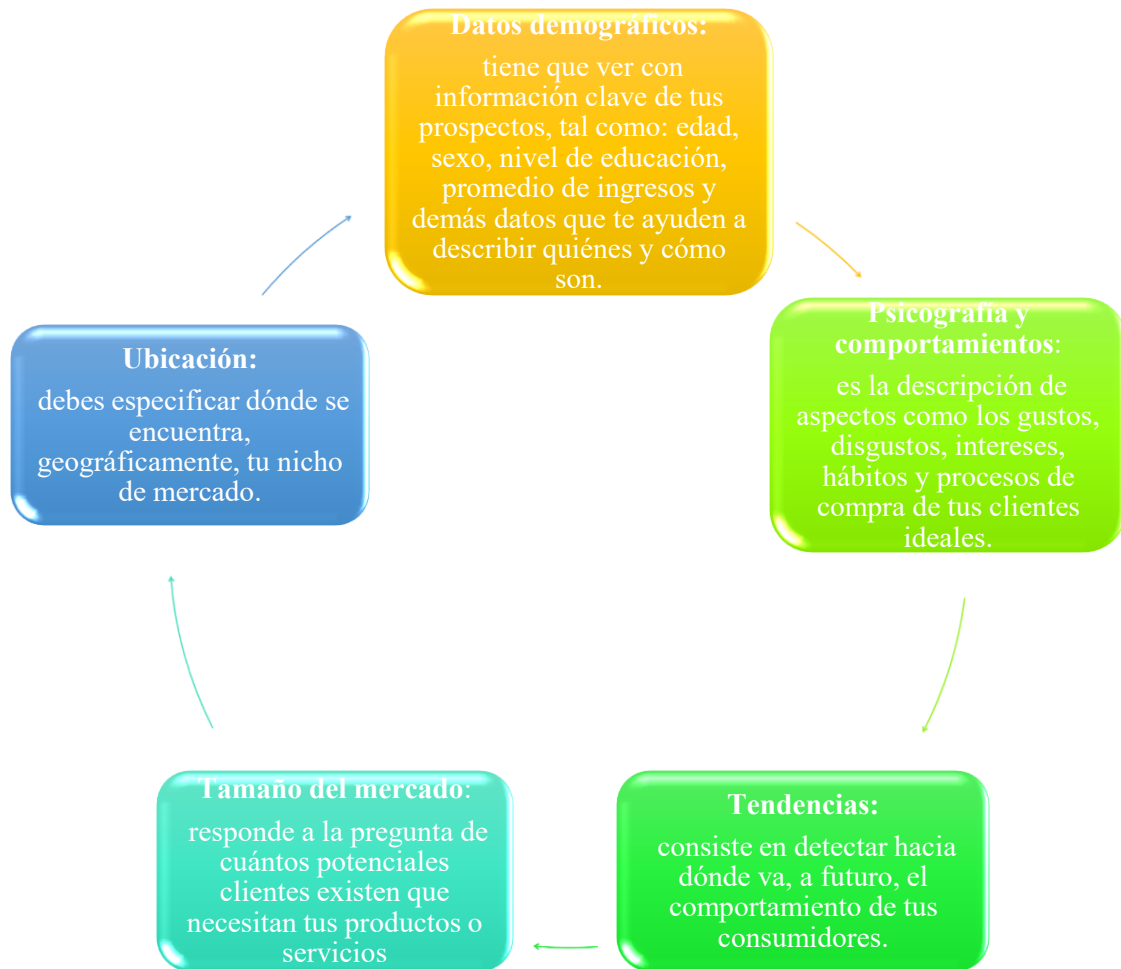 Datos demográficos:
tiene que ver con
información clave de tus
prospectos, tal como: edad,
sexo, nivel de educación,
promedio de ingresos y
demás datos que te ayuden a
describir quiénes y cómo
son.
Psicografía y
comportamientos:
es la descripción de
aspectos como los gustos,
disgustos, intereses,
hábitos y procesos de
compra de tus clientes
ideales.
Tendencias:
consiste en detectar hacia
dónde va, a futuro, el
comportamiento de tus
consumidores.
Tamaño del mercado:
responde a la pregunta de
cuántos potenciales
clientes existen que
necesitan tus productos o
servicios
Ubicación:
debes especificar dónde se
encuentra,
geográficamente, tu nicho
de mercado.